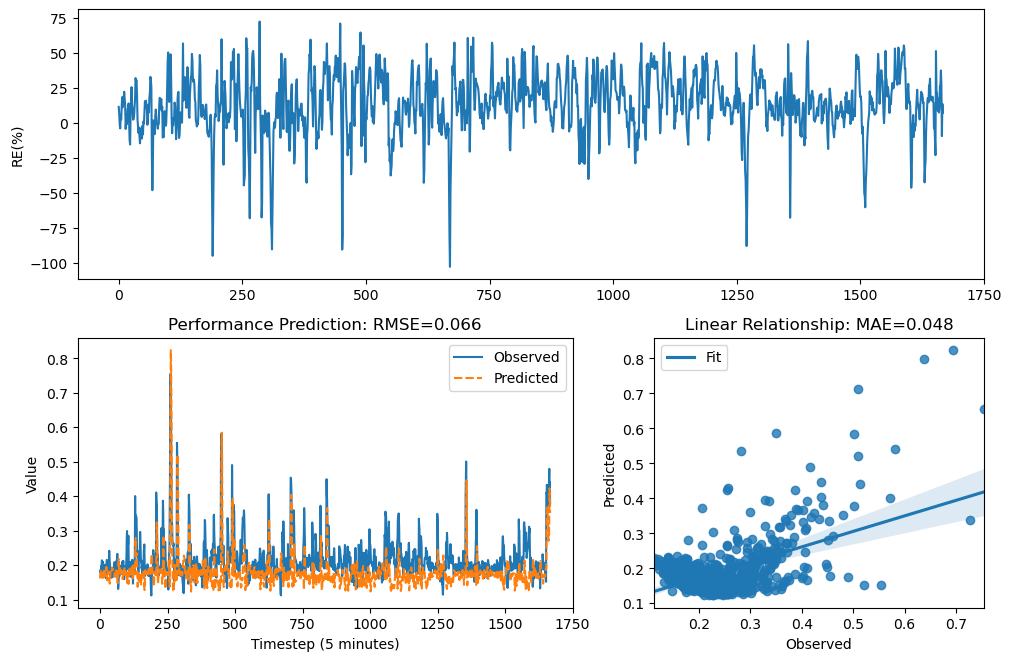 RE(%)
75
50
25
0
−25
−50
−75
−100
0 250 500 750 1000 1250 1500 1750
Performance Prediction: RMSE=0.066
Value
0.8
0.7
0.6
0.5
0.4
0.3
0.2
0.1
Observed
Predicted
0 250 500 750 1000 1250 1500 1750
Timestep (5 minutes)
Linear Relationship: MAE=0.048
Predicted
0.8
0.7
0.6
0.5
0.4
0.3
0.2
0.1
Fit
0.2 0.3 0.4 0.5 0.6 0.7
Observed